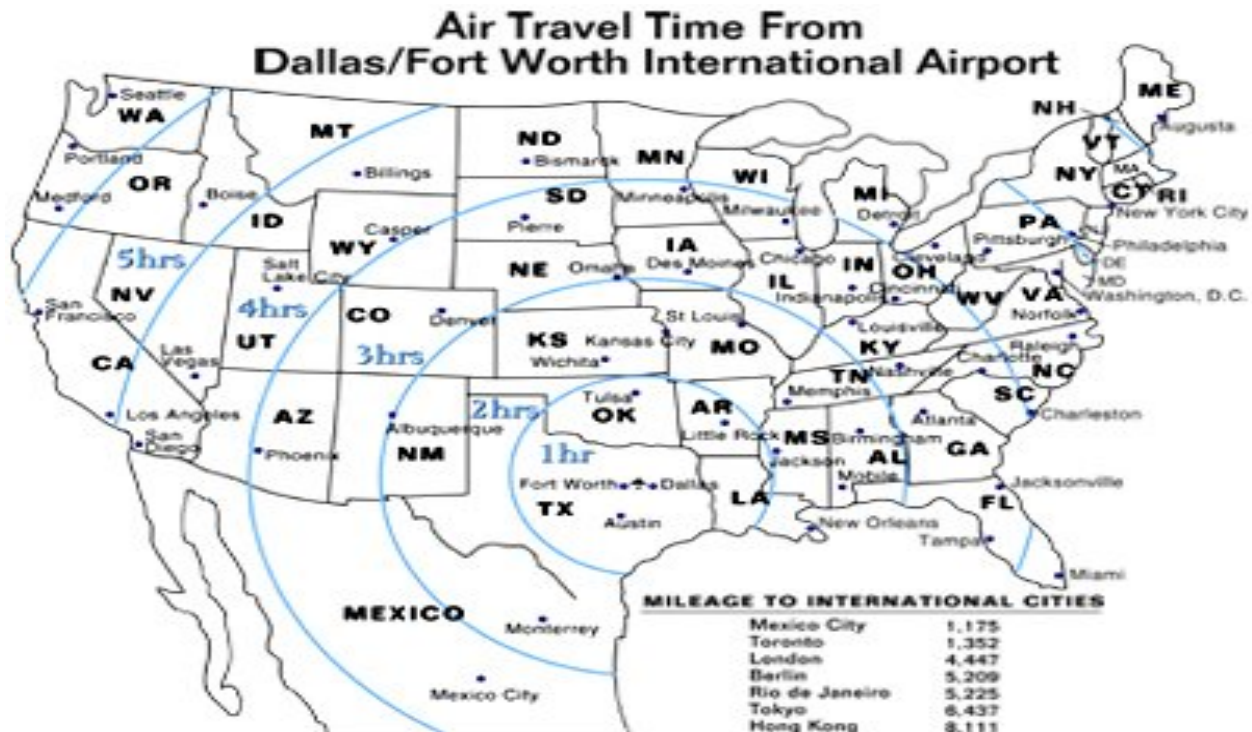 Air Travel Time From
Dallas/Fort Worth International Airport
Seattle
WA
Portland
OR
Medford
MT
Billings
Boise
ID
ND
Bismarck
MN
Minneapolis
SD
Pierre
Casper
WY
WI
Milwaukee
MI
Detroit
NH
ME
Augusta
VT
NY
MA
CT
RI
New York City
PA
Pittsburgh
Philadelphia
DE
MD
Washington, D.C.
5hrs
NV
Salt
Lake City
4hrs
UT
San
Francisco
CA
Las
Vegas
Los Angeles
San
Diego
NE
Omaha
IA
Des Moines
Chicago
IL
IN
Indianapolis
OH
Cleveland
Cincinnati
WV
VA
Norfolk
CO
Denver
3hrs
KS
Kansas City
Wichita
St Louis
MO
Louisville
KY
Raleigh
Charlotte
NC
AZ
Phoenix
Albuquerque
NM
2hrs
Tulsa
OK
AR
Little Rock
TN
Nashville
Memphis
SC
Charleston
Atlanta
GA
MS
Jackson
Birmingham
AL
Mobile
1hr
Fort Worth
Dallas
TX
Austin
LA
New Orleans
FL
Jacksonville
Tampa
Miami
MEXICO
Monterrey
Mexico City
MILEAGE TO INTERNATIONAL CITIES
Mexico City 1,175
Toronto 1,352
London 4,447
Berlin 5,209
Rio de Janeiro 5,225
Tokyo 6,437
Hong Kong 8,111